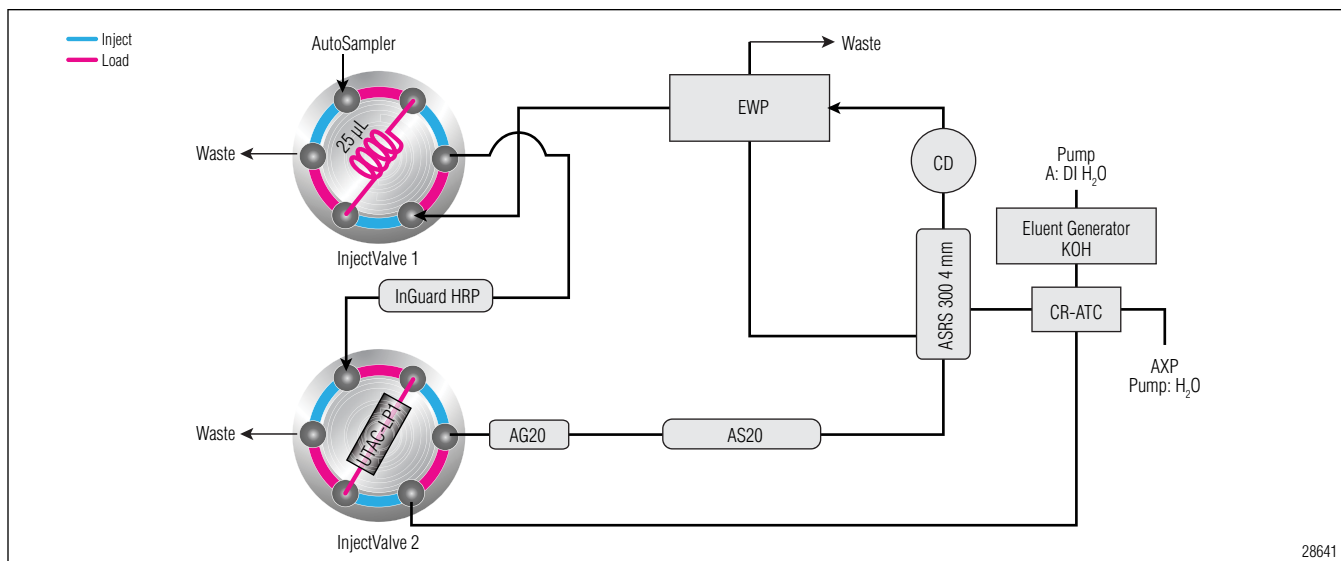 Inject
Load
AutoSampler
Waste
25 µL
Waste
InjectValve 1
EWP
CD
Pump
A: DI H₂O
Eluent Generator
KOH
ASRS 300 4 mm
CR-ATC
AXP
Pump: H₂O
InGuard HRP
Waste
UTAC-LP1
AG20
AS20
InjectValve 2
28641